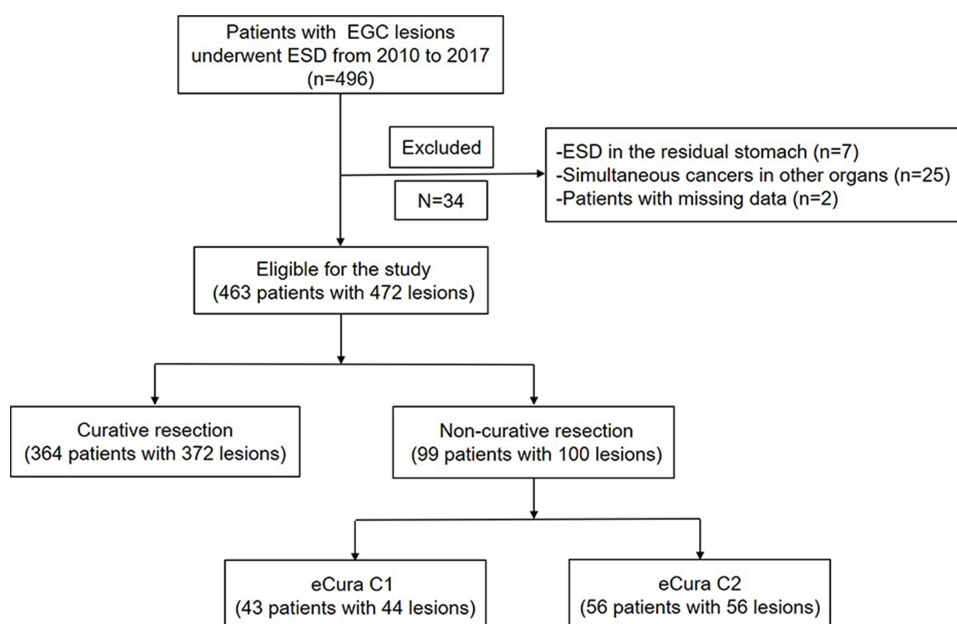 Patients with EGC lesions
underwent ESD from 2010 to 2017
(n=496)
Excluded
N=34
-ESD in the residual stomach (n=7)
-Simultaneous cancers in other organs (n=25)
-Patients with missing data (n=2)
Eligible for the study
(463 patients with 472 lesions)
Curative resection
(364 patients with 372 lesions)
Non-curative resection
(99 patients with 100 lesions)
eCura C1
(43 patients with 44 lesions)
eCura C2
(56 patients with 56 lesions)